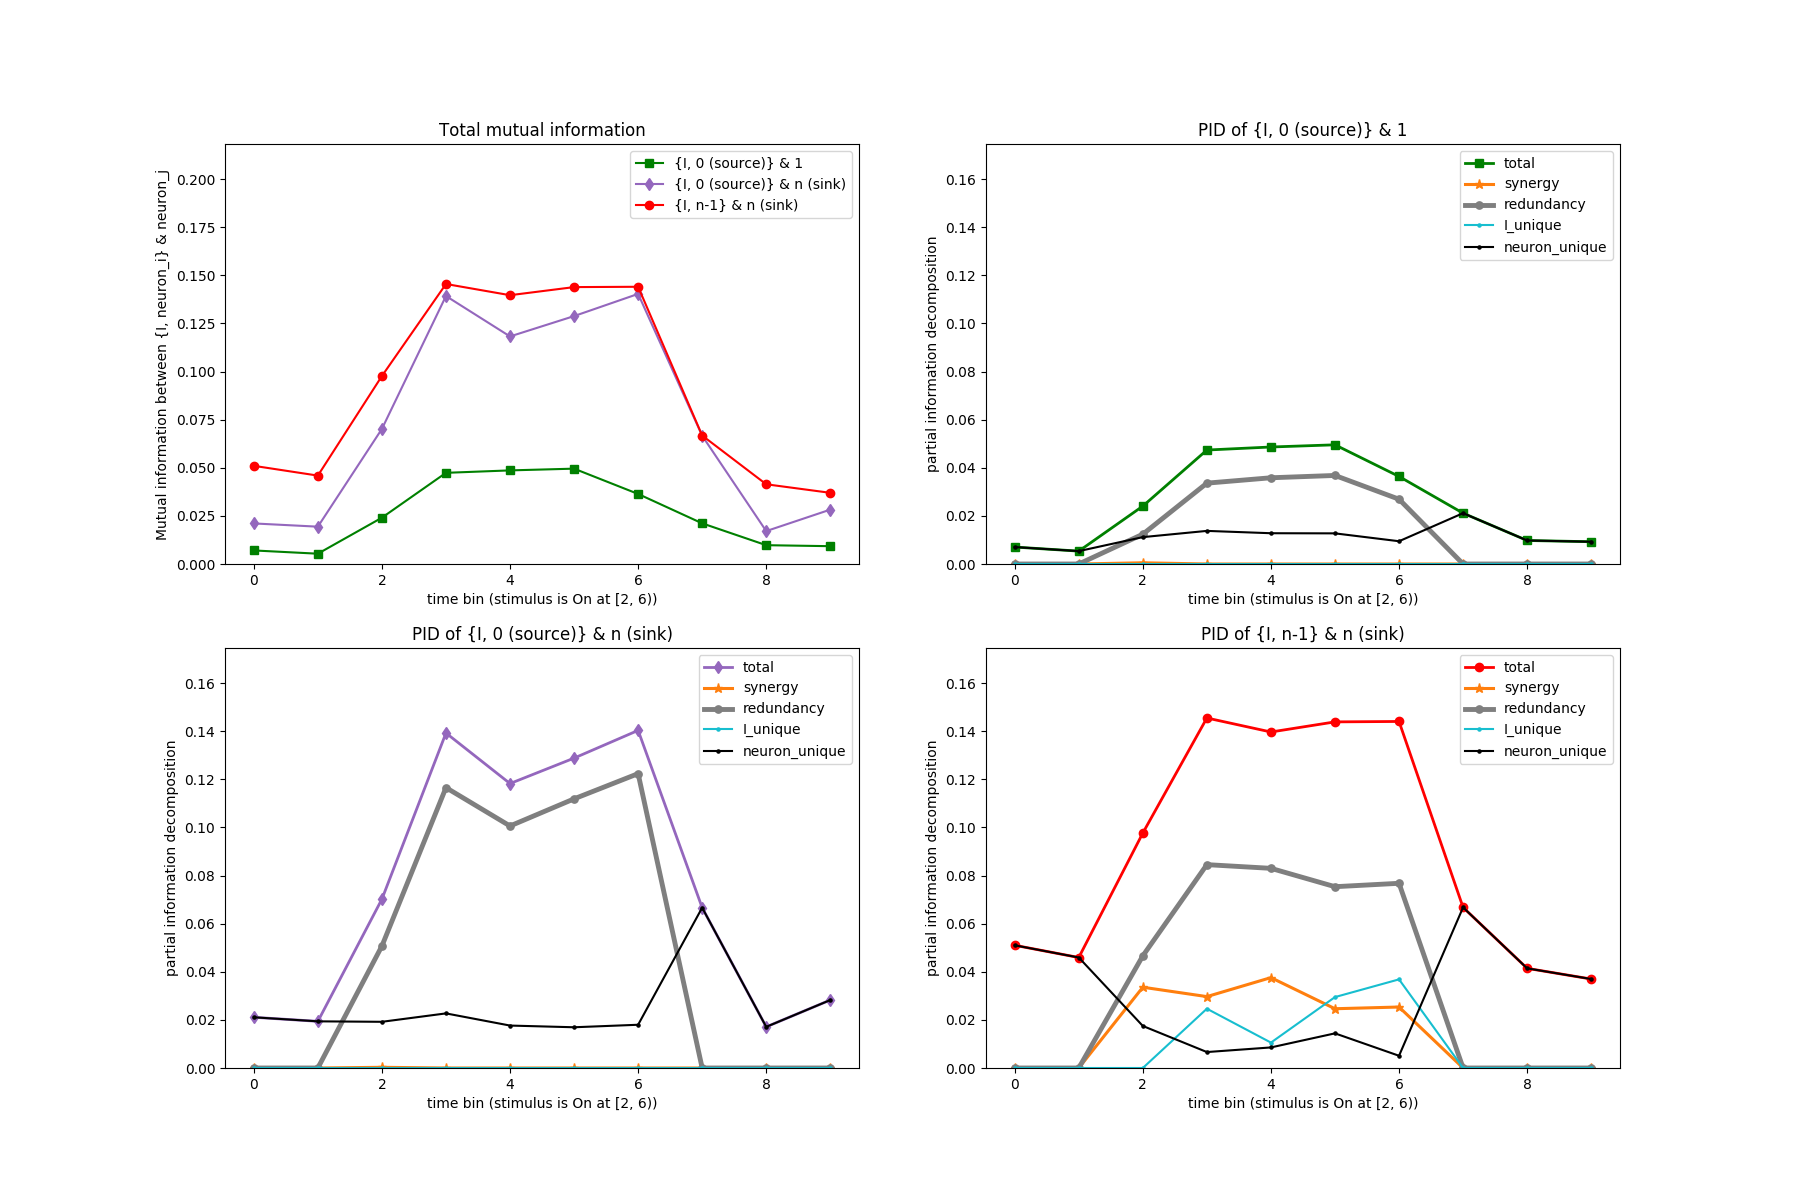 Total mutual information
Mutual information between {I, neuron_i} & neuron_j
0.200
0.175
0.150
0.125
0.100
0.075
0.050
0.025
0.000
{I, 0 (source)} & 1
{I, 0 (source)} & n (sink)
{I, n-1} & n (sink)
0 2 4 6 8
time bin (stimulus is On at [2, 6))
PID of {I, 0 (source)} & 1
partial information decomposition
0.16
0.14
0.12
0.10
0.08
0.06
0.04
0.02
0.00
total
synergy
redundancy
I_unique
neuron_unique
0 2 4 6 8
time bin (stimulus is On at [2, 6))
PID of {I, 0 (source)} & n (sink)
partial information decomposition
0.16
0.14
0.12
0.10
0.08
0.06
0.04
0.02
0.00
total
synergy
redundancy
I_unique
neuron_unique
0 2 4 6 8
time bin (stimulus is On at [2, 6))
PID of {I, n-1} & n (sink)
partial information decomposition
0.16
0.14
0.12
0.10
0.08
0.06
0.04
0.02
0.00
total
synergy
redundancy
I_unique
neuron_unique
0 2 4 6 8
time bin (stimulus is On at [2, 6))